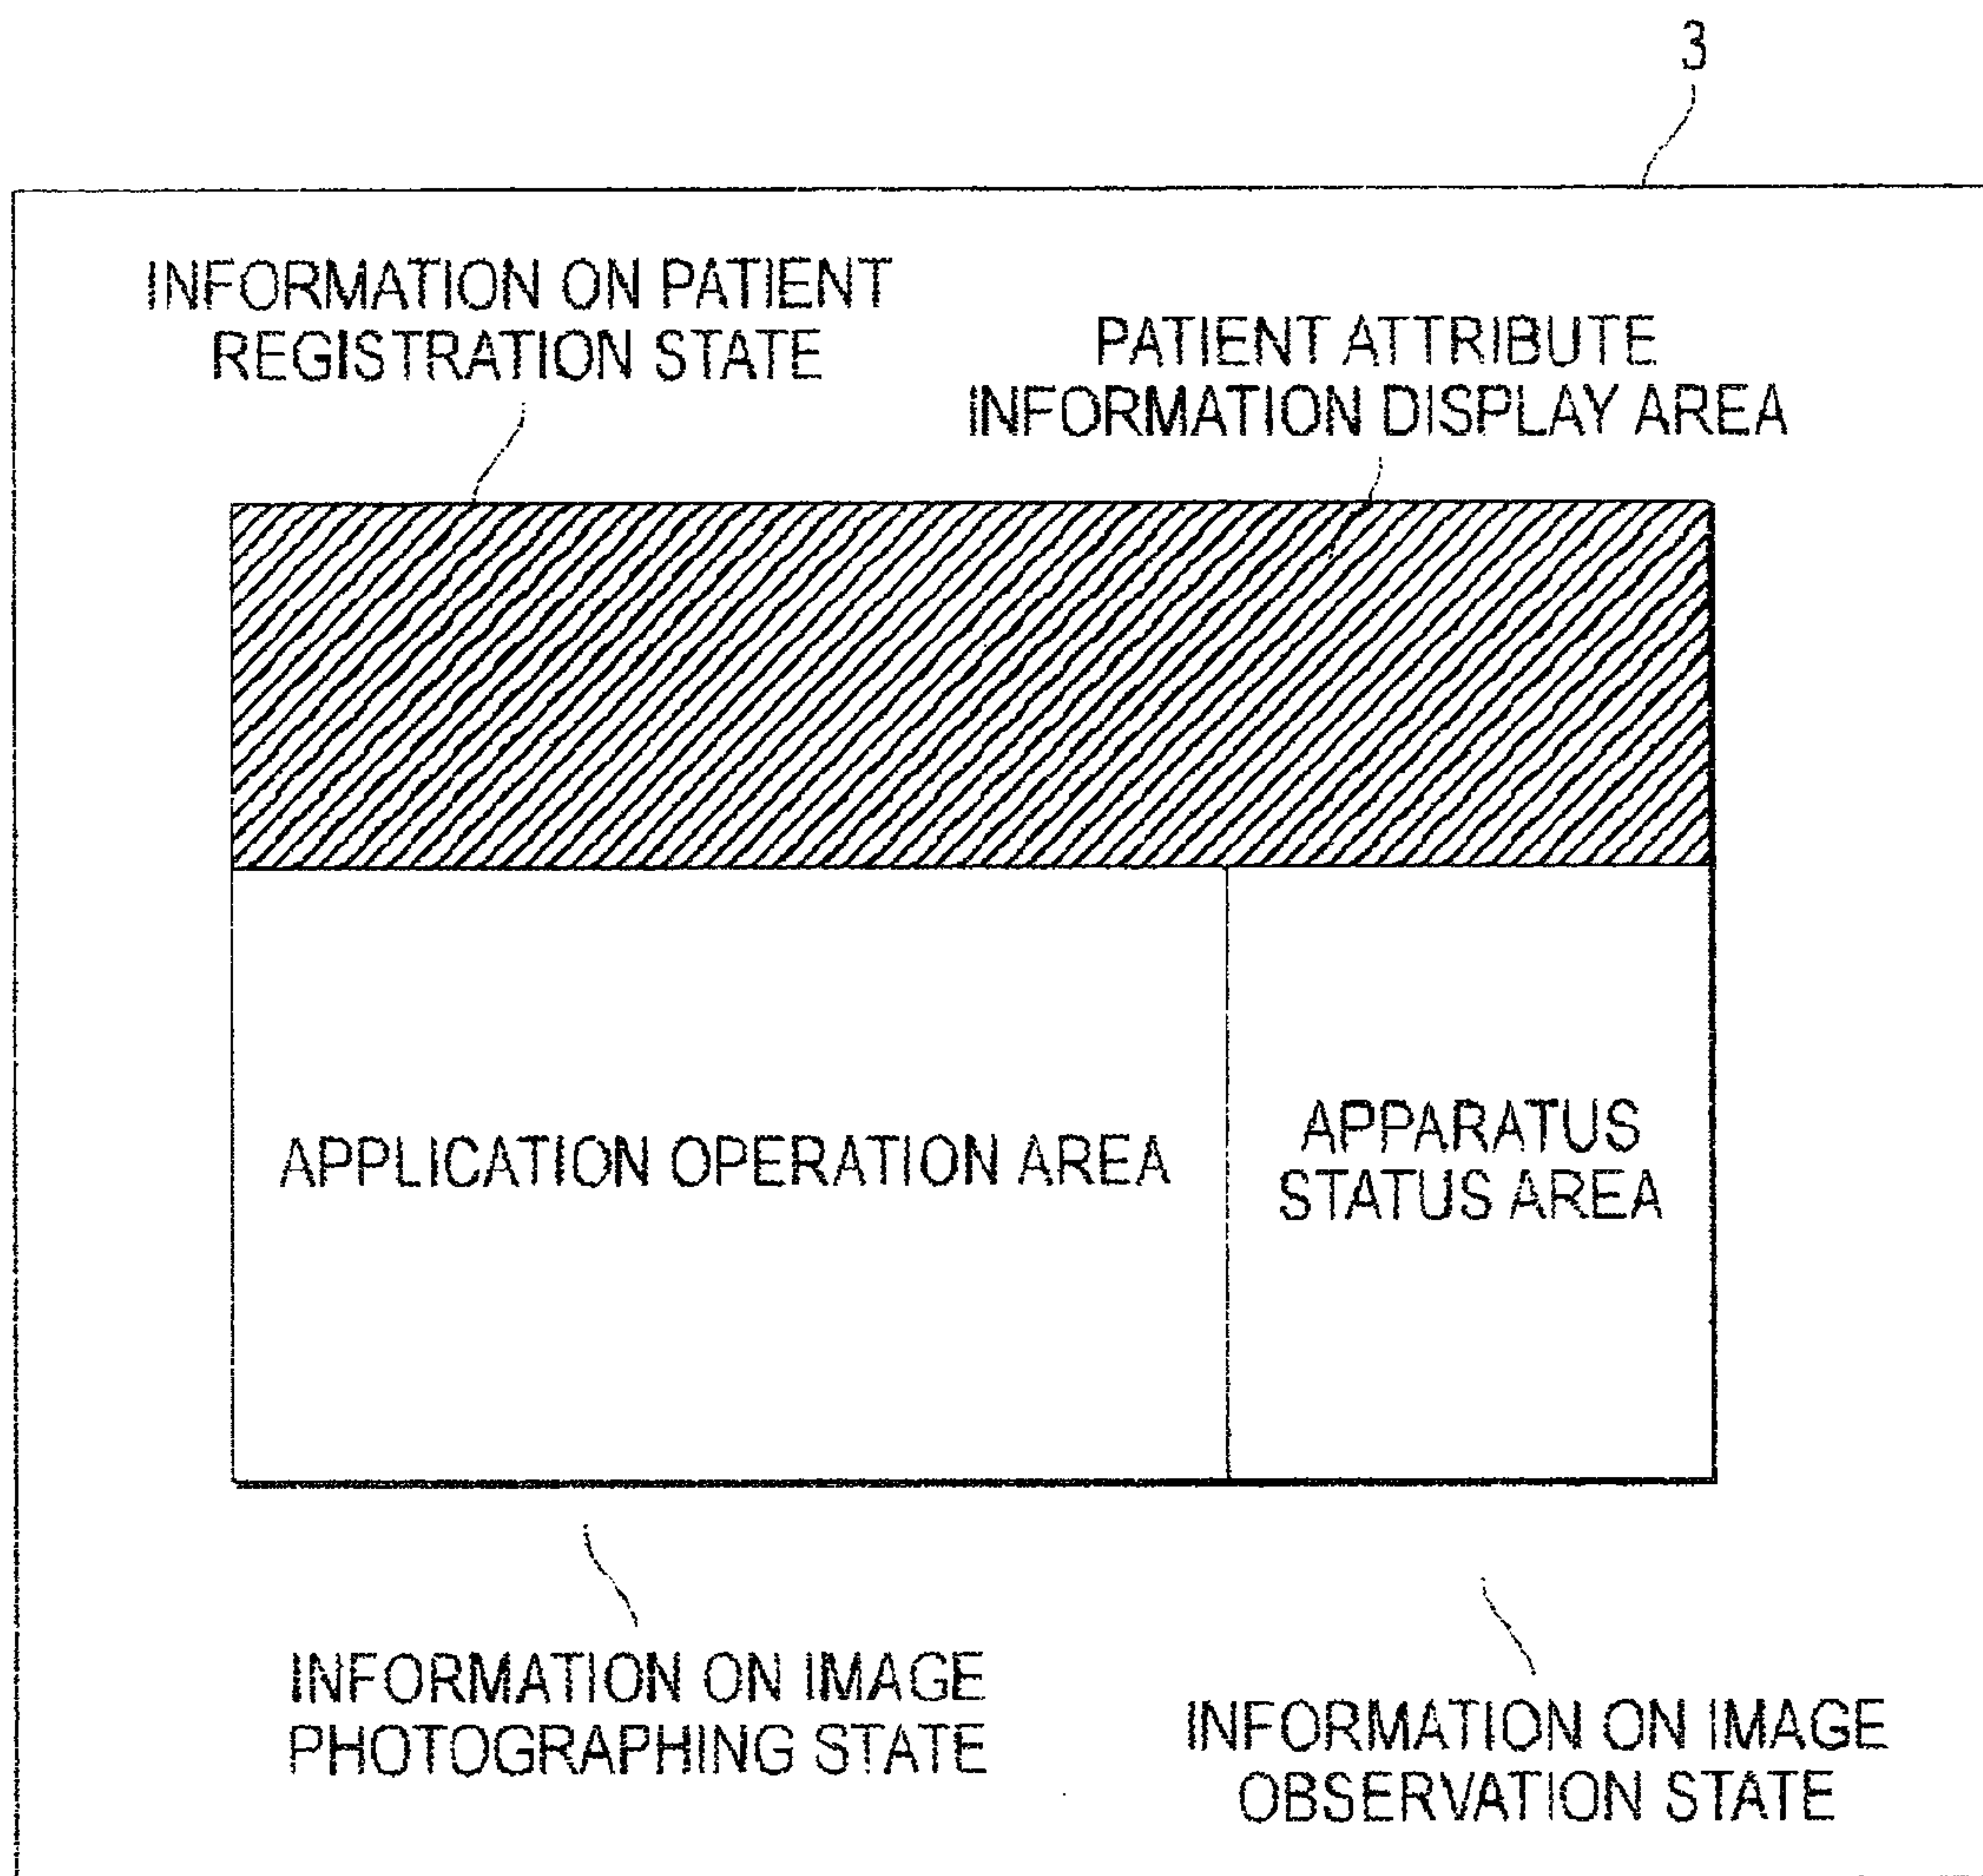 3
INFORMATION ON PATIENT
REGISTRATION STATE
PATIENT ATTRIBUTE
INFORMATION DISPLAY AREA
APPLICATION OPERATION AREA
APPARATUS
STATUS AREA
INFORMATION ON IMAGE
PHOTOGRAPHING STATE
INFORMATION ON IMAGE
OBSERVATION STATE